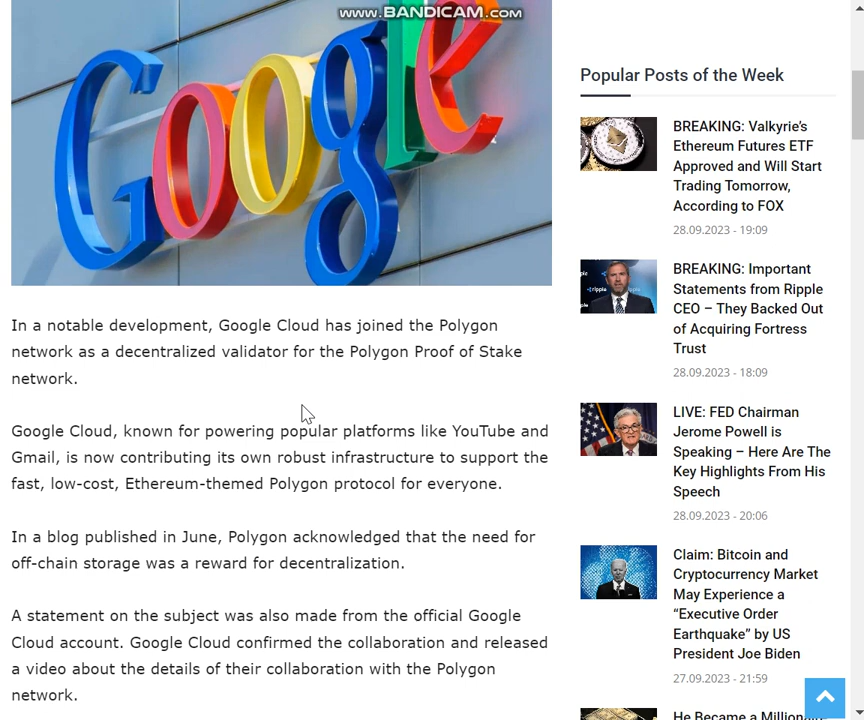 www.BANDICAM.com
Google
In a notable development, Google Cloud has joined the Polygon
network as a decentralized validator for the Polygon Proof of Stake
network.
Google Cloud, known for powering popular platforms like YouTube and
Gmail, is now contributing its own robust infrastructure to support the
fast, low-cost, Ethereum-themed Polygon protocol for everyone.
In a blog published in June, Polygon acknowledged that the need for
off-chain storage was a reward for decentralization.
A statement on the subject was also made from the official Google
Cloud account. Google Cloud confirmed the collaboration and released
a video about the details of their collaboration with the Polygon
network.
Popular Posts of the Week
BREAKING: Valkyrie's
Ethereum Futures ETF
Approved and Will Start
Trading Tomorrow,
According to FOX
28.09.2023 - 19:09
BREAKING: Important
Statements from Ripple
CEO – They Backed Out
of Acquiring Fortress
Trust
28.09.2023 - 18:09
LIVE: FED Chairman
Jerome Powell is
Speaking – Here Are The
Key Highlights From His
Speech
28.09.2023 - 20:06
Claim: Bitcoin and
Cryptocurrency Market
May Experience a
“Executive Order
Earthquake” by US
President Joe Biden
27.09.2023 - 21:59
He Became a